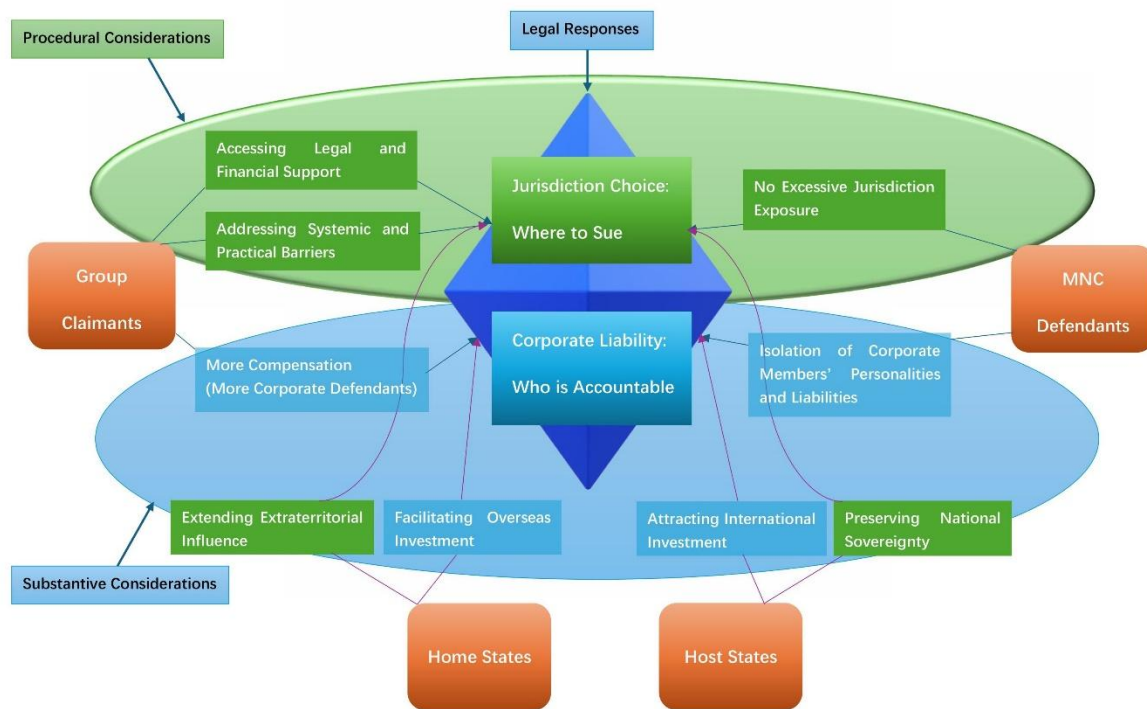 Procedural Considerations
Legal Responses
Accessing Legal and
Financial Support
Jurisdiction Choice:
Where to Sue
No Excessive Jurisdiction
Exposure
Addressing Systemic and
Practical Barriers
Group
Claimants
MNC
Defendants
More Compensation
(More Corporate Defendants)
Corporate Liability:
Who is Accountable
Isolation of Corporate
Members’ Personalities
and Liabilities
Extending Extraterritorial
Influence
Facilitating Overseas
Investment
Attracting International
Investment
Preserving National
Sovereignty
Substantive Considerations
Home States
Host States